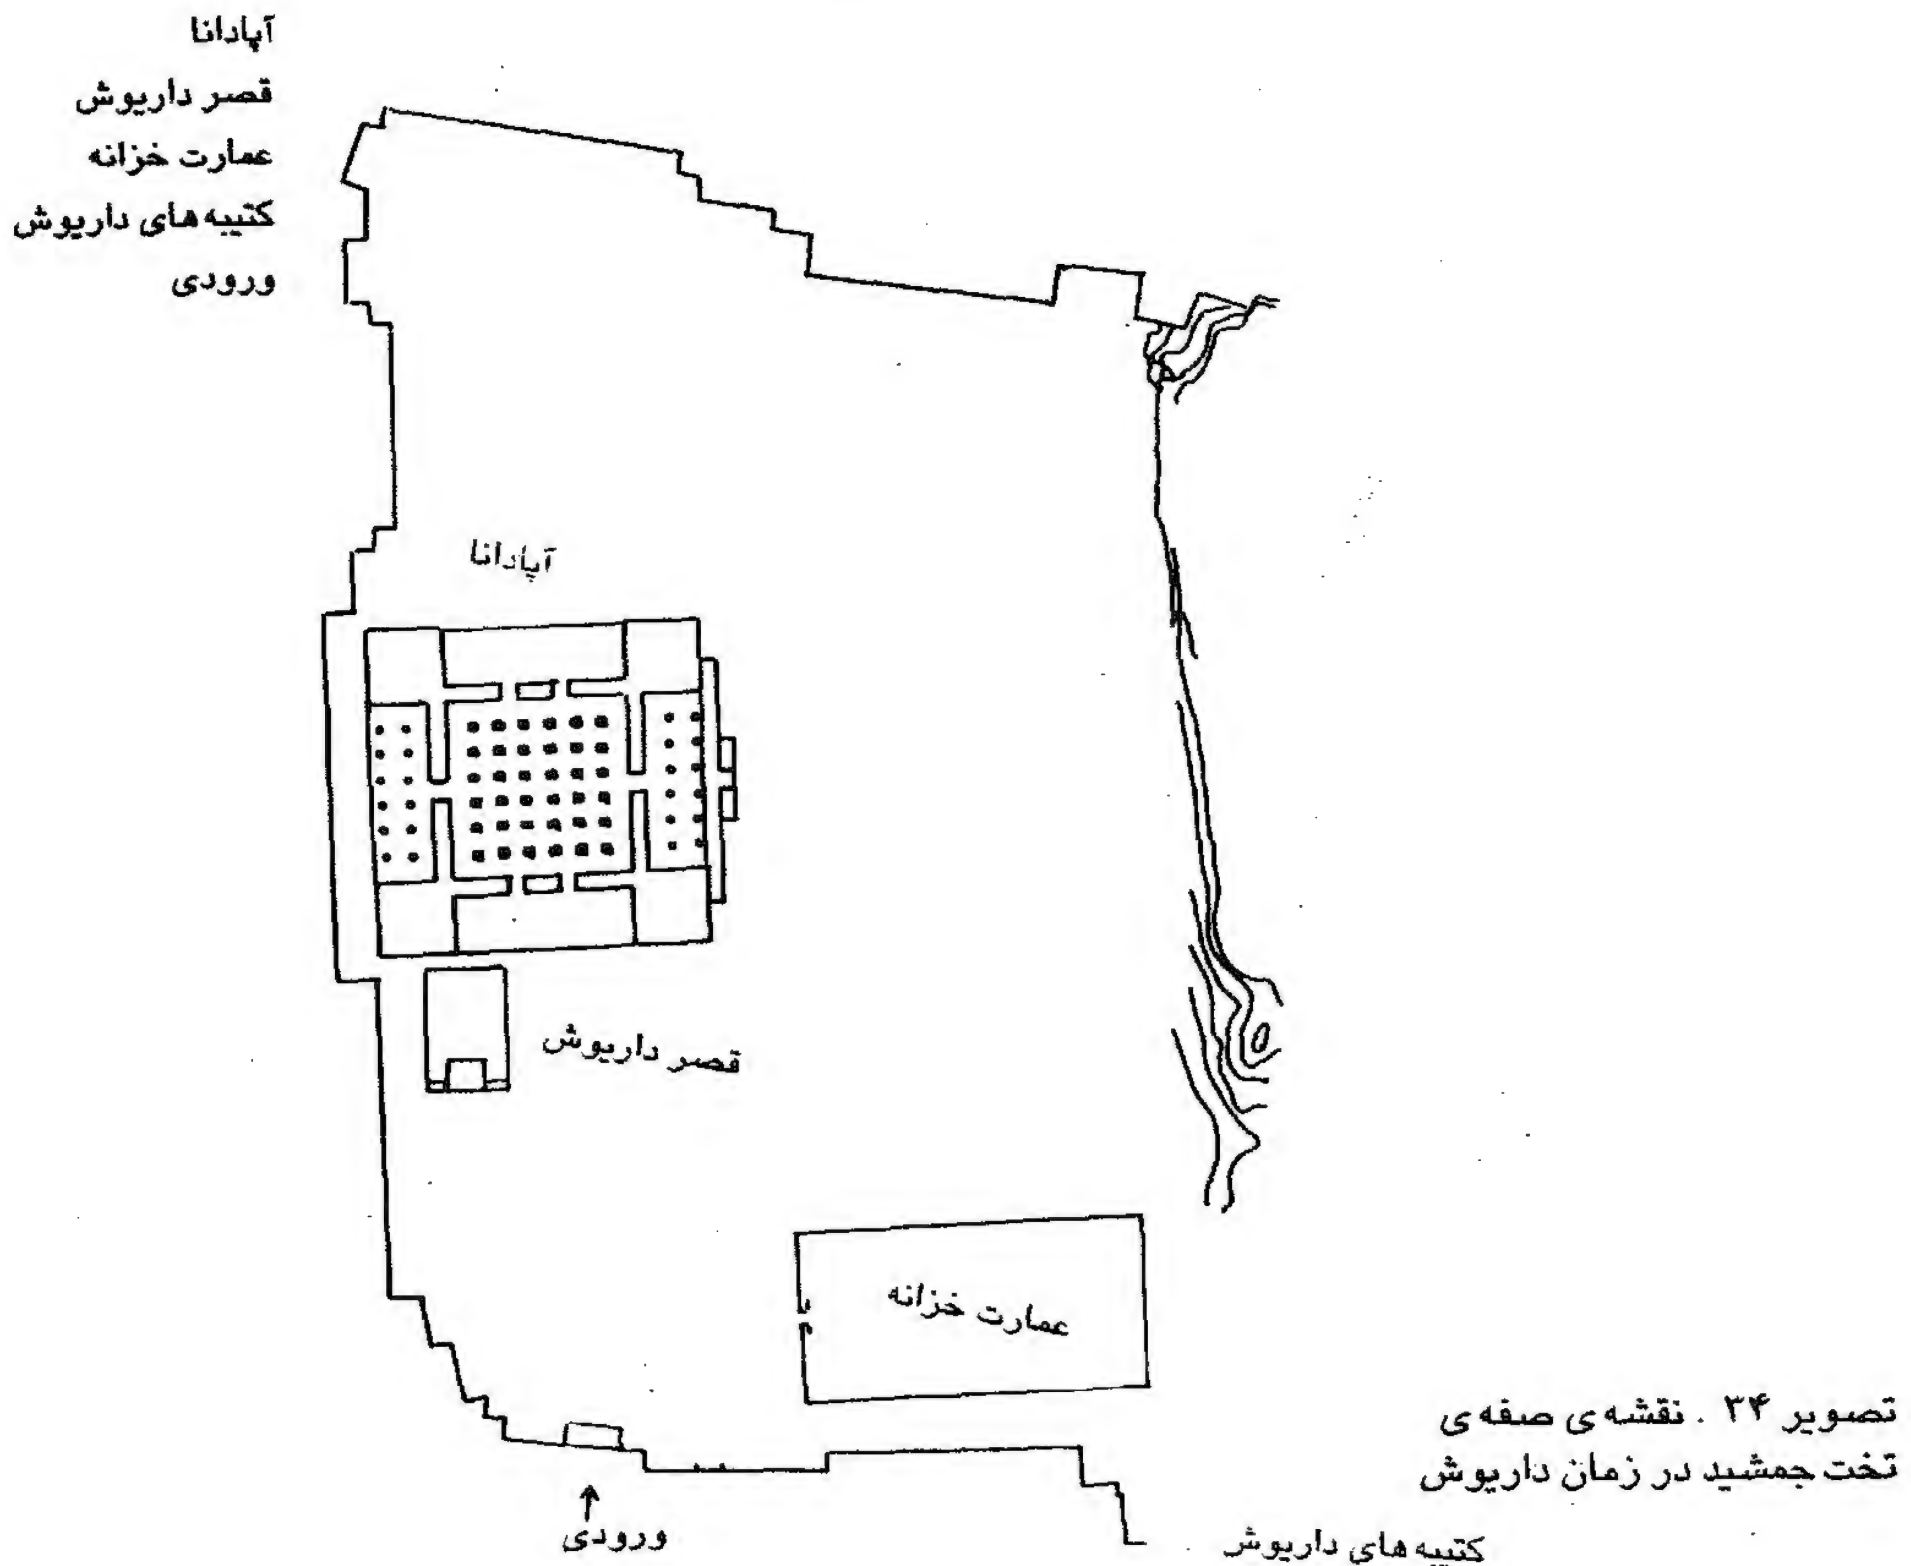 آپادانا
قصر داریوش
عمارت خزانه
کتیبه های داریوش
ورودی
آپادانا
قصر داریوش
عمارت خزانه
تصویر ۳۴ . نقشه ی صفه ی
تخت جمشید در زمان داریوش
ورودی
کتیبه های داریوش